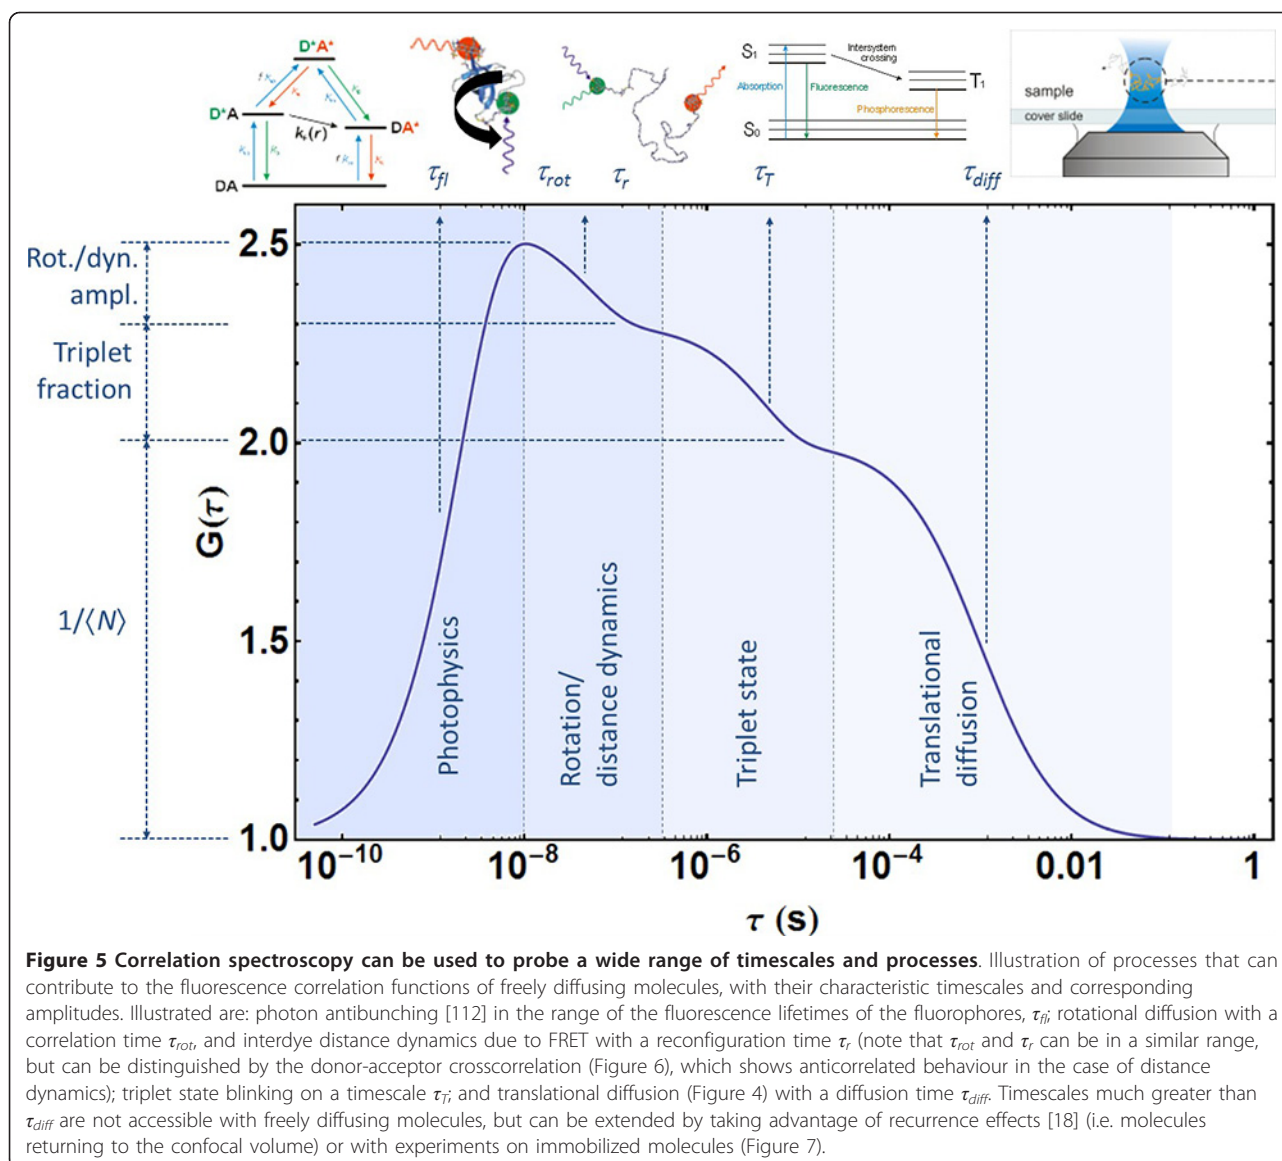 D*A*
f kex
kA
kex
kD
D*A
kt(r)
DA*
kex
kD
f kex
kA
DA
S1
Intersystem
crossing
T1
Absorption
Fluorescence
Phosphorescence
S0
sample
cover slide
τfl
τrot
τr
τT
τdiff
Rot./dyn.
ampl.
Triplet
fraction
1/⟨N⟩
G(τ)
2.5
2.0
1.5
1.0
Photophysics
Rotation/
distance dynamics
Triplet state
Translational
diffusion
10−10
10−8
10−6
10−4
0.01
1
τ (s)
Figure 5 Correlation spectroscopy can be used to probe a wide range of timescales and processes. Illustration of processes that can
contribute to the fluorescence correlation functions of freely diffusing molecules, with their characteristic timescales and corresponding
amplitudes. Illustrated are: photon antibunching [112] in the range of the fluorescence lifetimes of the fluorophores, τfl; rotational diffusion with a
correlation time τrot, and interdye distance dynamics due to FRET with a reconfiguration time τr (note that τrot and τr can be in a similar range,
but can be distinguished by the donor-acceptor crosscorrelation (Figure 6), which shows anticorrelated behaviour in the case of distance
dynamics); triplet state blinking on a timescale τT; and translational diffusion (Figure 4) with a diffusion time τdiff. Timescales much greater than
τdiff are not accessible with freely diffusing molecules, but can be extended by taking advantage of recurrence effects [18] (i.e. molecules
returning to the confocal volume) or with experiments on immobilized molecules (Figure 7).